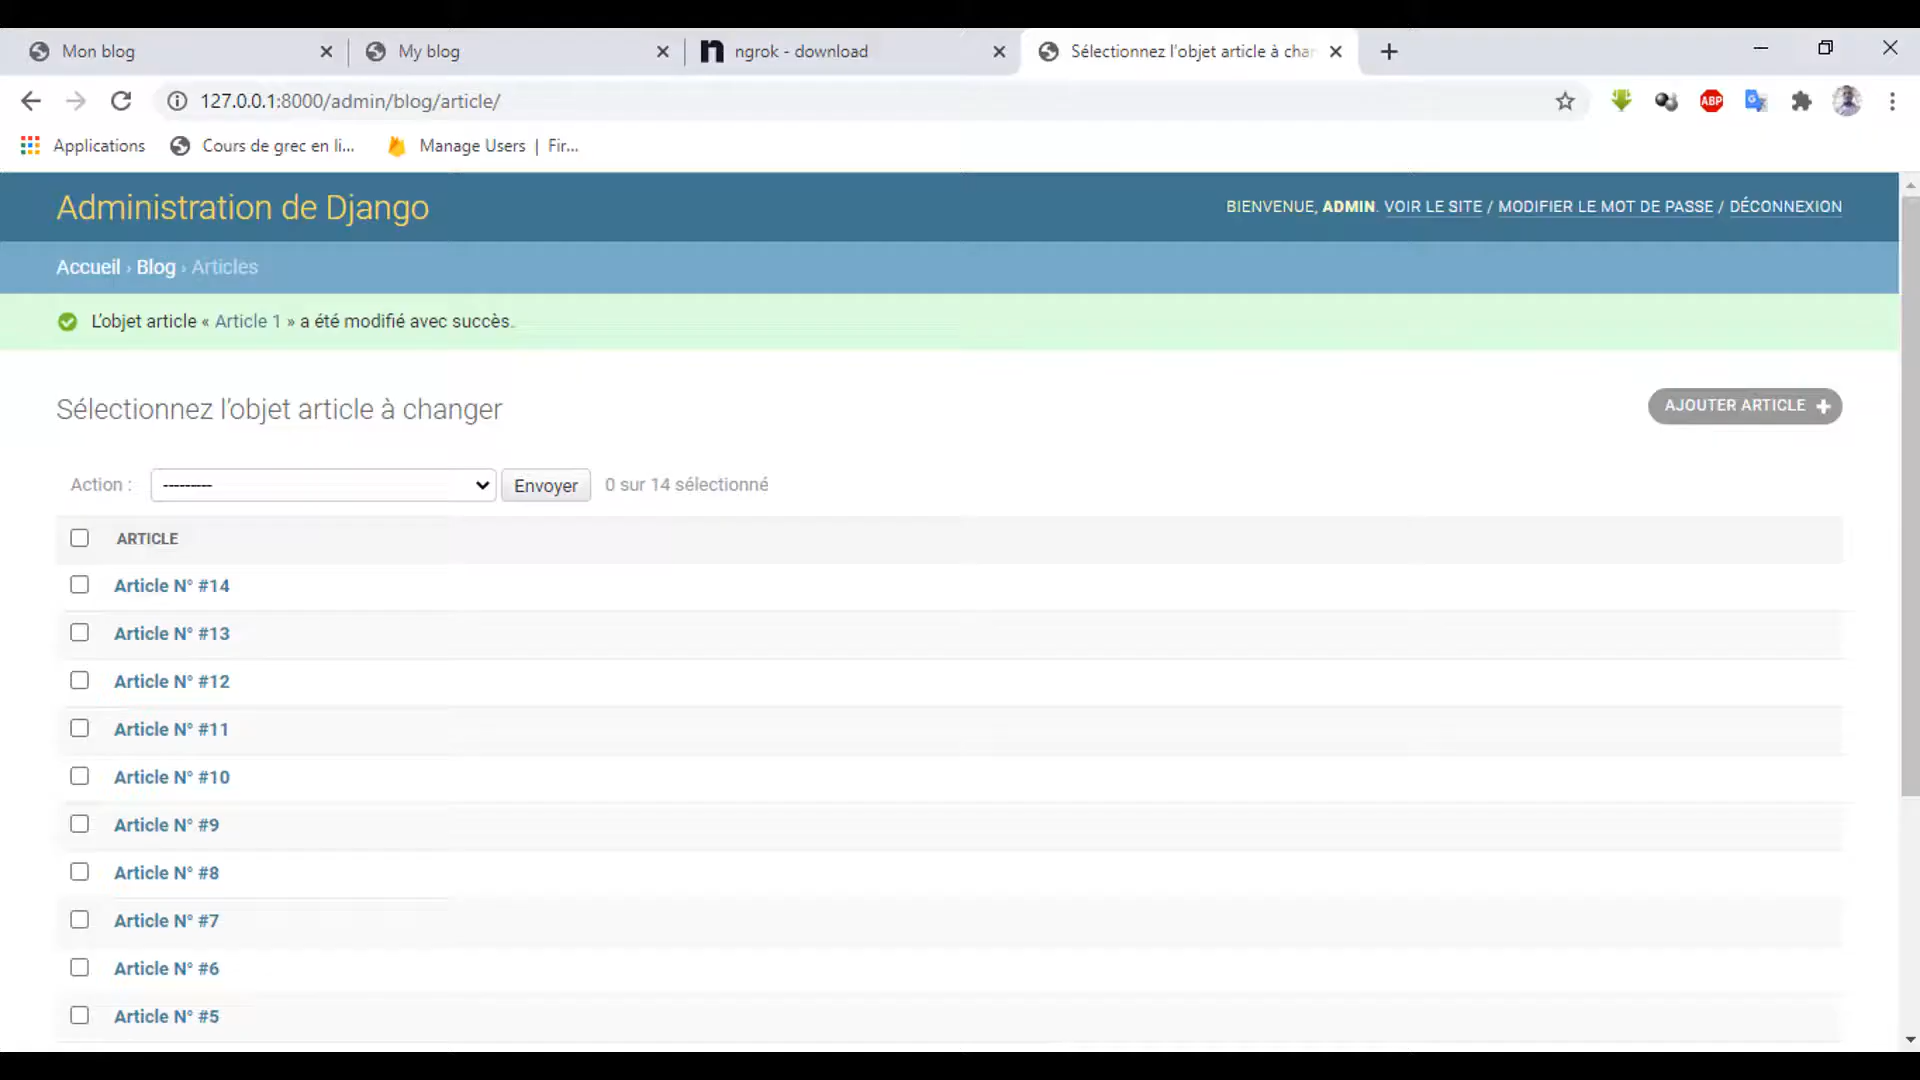 Mon blog
My blog
ngrok - download
Sélectionnez l'objet article à char
127.0.0.1:8000/admin/blog/article/
ABP
Applications
Cours de grec en li...
Manage Users | Fir...
Administration de Django
BIENVENUE, ADMIN. VOIR LE SITE / MODIFIER LE MOT DE PASSE / DÉCONNEXION
Accueil › Blog › Articles
L'objet article « Article 1 » a été modifié avec succès.
Sélectionnez l'objet article à changer
AJOUTER ARTICLE +
Action :
---------
Envoyer
0 sur 14 sélectionné
ARTICLE
Article N° #14
Article N° #13
Article N° #12
Article N° #11
Article N° #10
Article N° #9
Article N° #8
Article N° #7
Article N° #6
Article N° #5